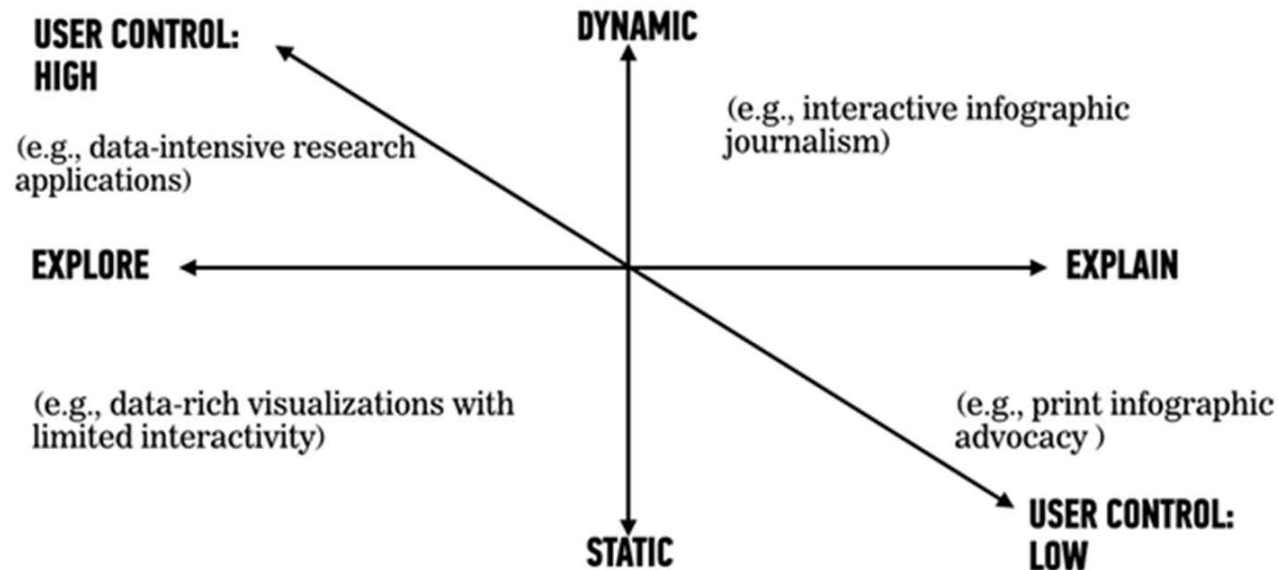 USER CONTROL:
HIGH
DYNAMIC
(e.g., interactive infographic
journalism)
(e.g., data-intensive research
applications)
EXPLORE
EXPLAIN
(e.g., data-rich visualizations with
limited interactivity)
(e.g., print infographic
advocacy )
USER CONTROL:
LOW
STATIC